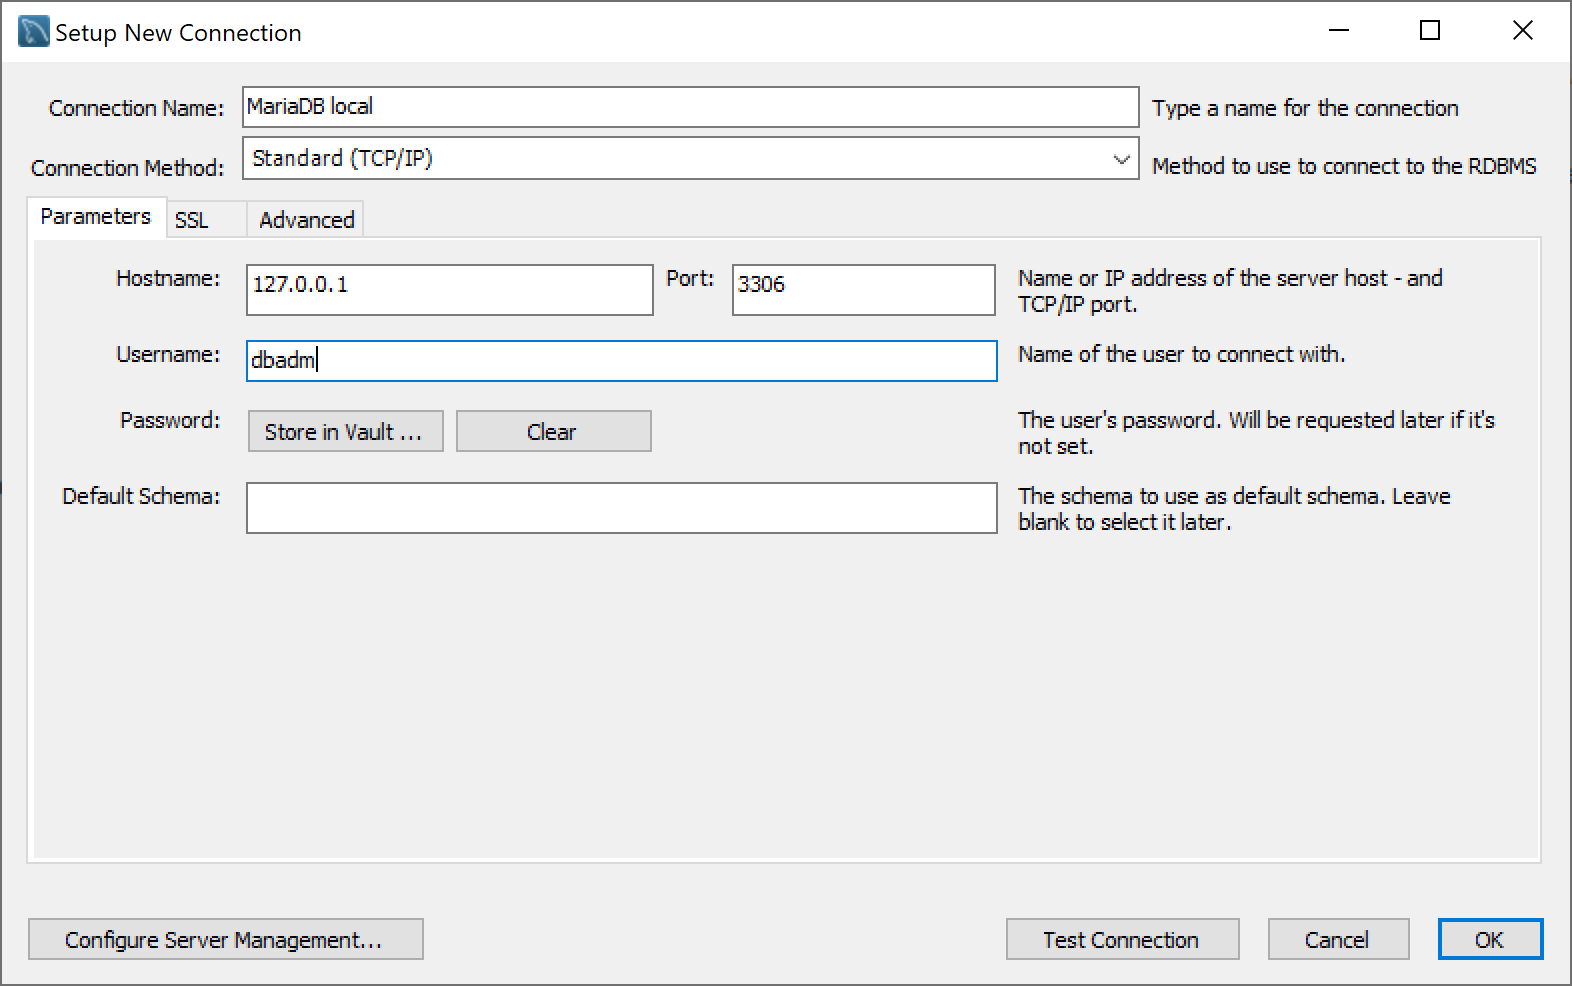 Setup New Connection
Connection Name:
MariaDB local
Type a name for the connection
Connection Method:
Standard (TCP/IP)
Method to use to connect to the RDBMS
Parameters
SSL
Advanced
Hostname:
127.0.0.1
Port:
3306
Name or IP address of the server host - and
TCP/IP port.
Username:
dbadm
Name of the user to connect with.
Password:
Store in Vault ...
Clear
The user's password. Will be requested later if it's
not set.
Default Schema:
The schema to use as default schema. Leave
blank to select it later.
Configure Server Management...
Test Connection
Cancel
OK